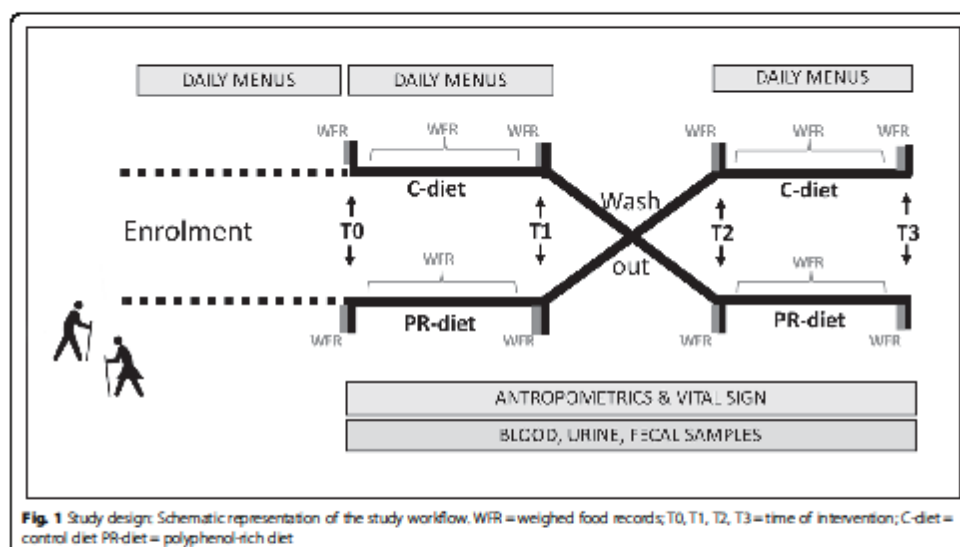 DAILY MENUS DAILY MENUS DAILY MENUS
WFR WFR WFR WFR WFR WFR
C-diet C-diet
Wash
Enrolment T0 T1 T2 T3
out
WFR WFR
PR-diet PR-diet
WFR WFR WFR WFR
ANTROPOMETRICS & VITAL SIGN
BLOOD, URINE, FECAL SAMPLES
Fig. 1 Study design: Schematic representation of the study workflow. WFR = weighed food records; T0, T1, T2, T3 = time of intervention; C-diet =
control diet PR-diet = polyphenol-rich diet